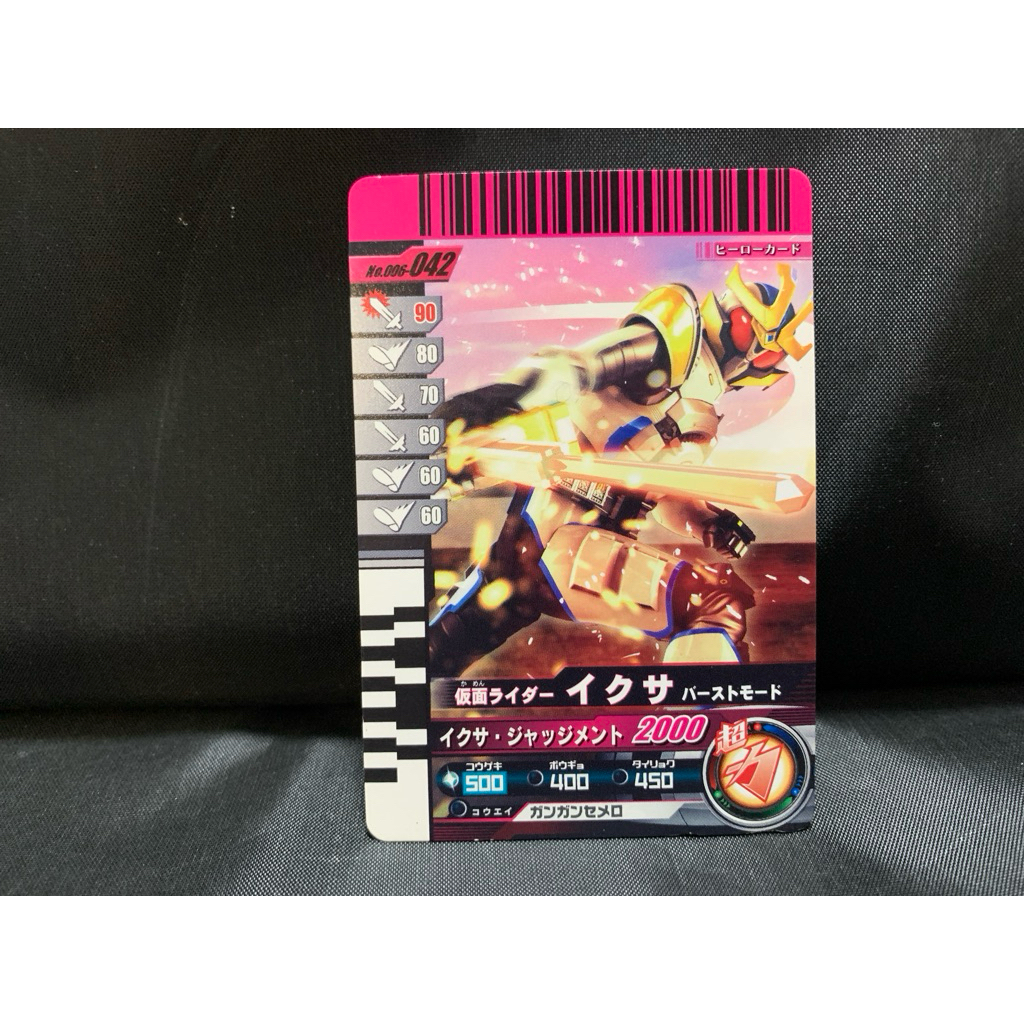 ヒーローカード
No.006-042
90
80
70
60
60
60
かめん
仮面ライダー イクサ バーストモード
イクサ・ジャッジメント 2000
超
コウゲキ ボウギョ タイリョク
500 400 450
コウエイ ガンガンセメロ